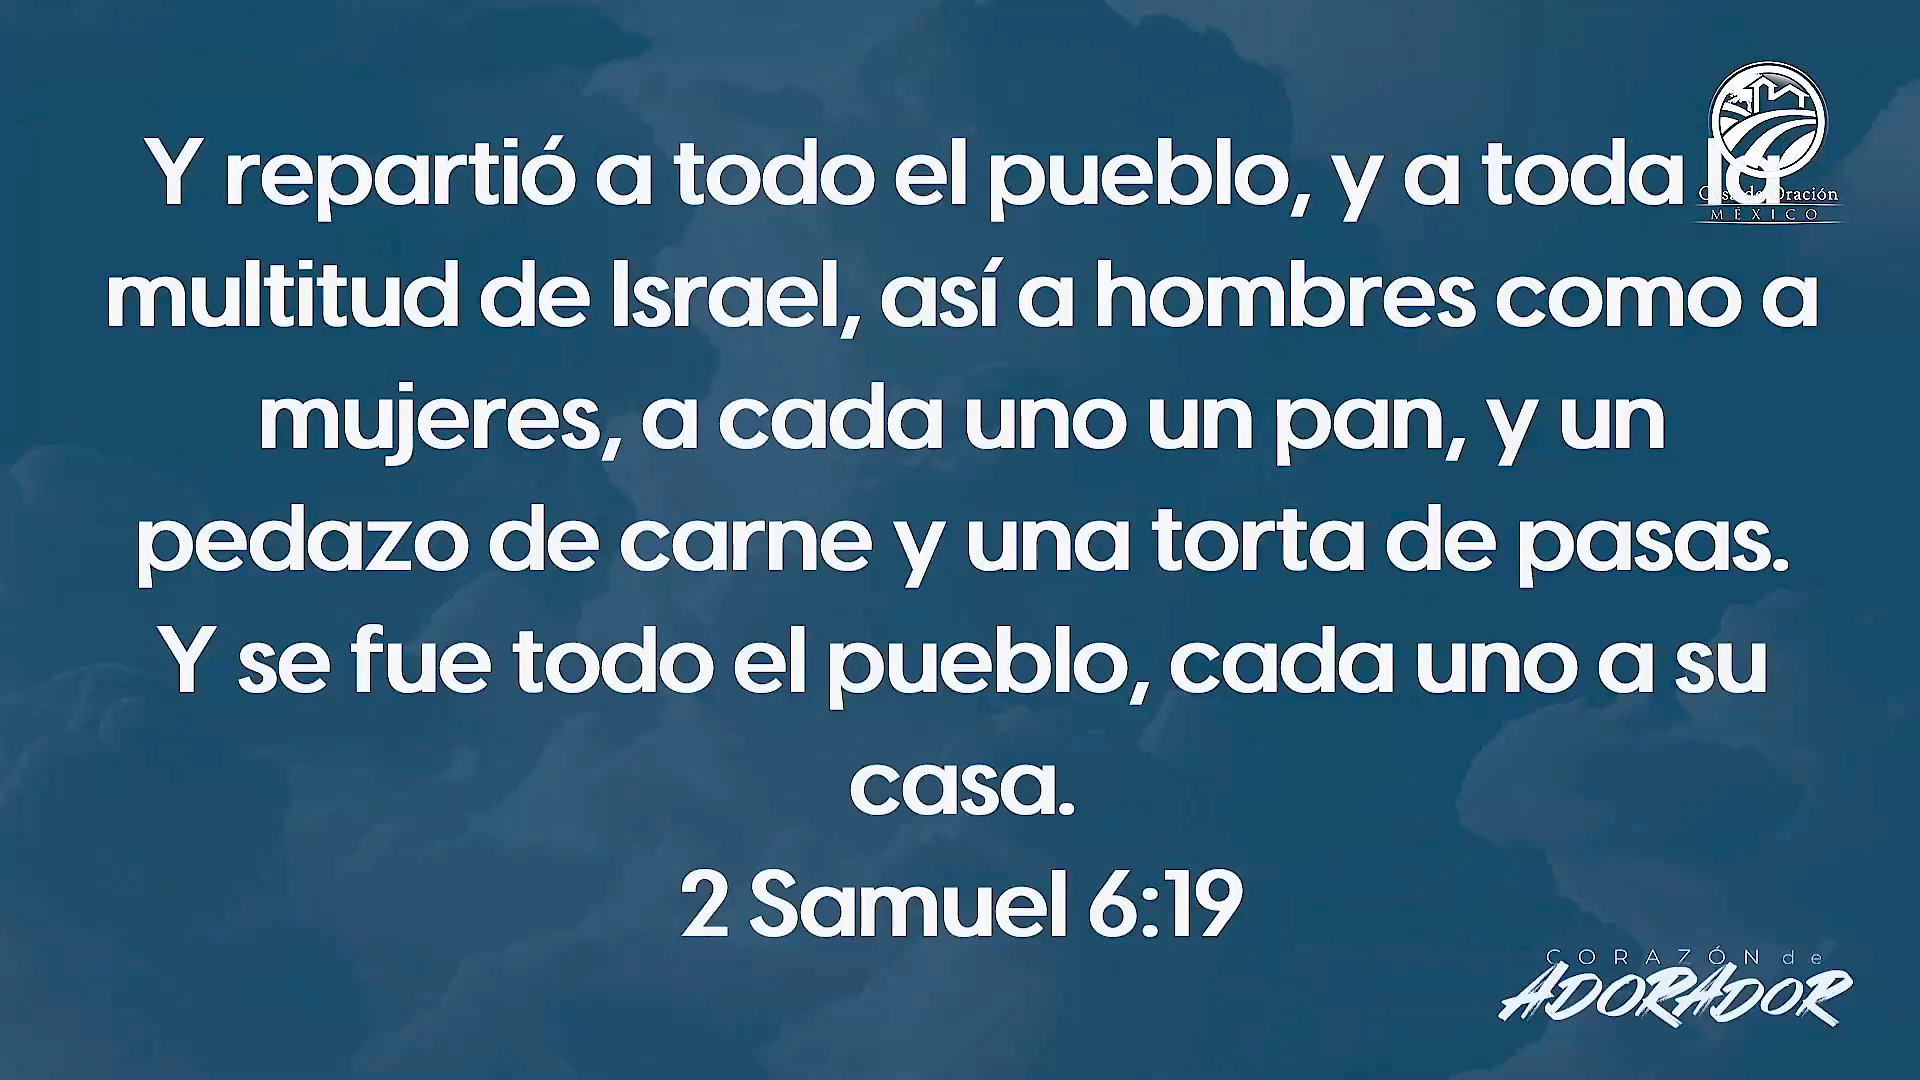 Y repartió a todo el pueblo, y a toda la
multitud de Israel, así a hombres como a
mujeres, a cada uno un pan, y un
pedazo de carne y una torta de pasas.
Y se fue todo el pueblo, cada uno a su
casa.
2 Samuel 6:19
Casa de Oración
MÉXICO
CORAZÓN de
ADORADOR